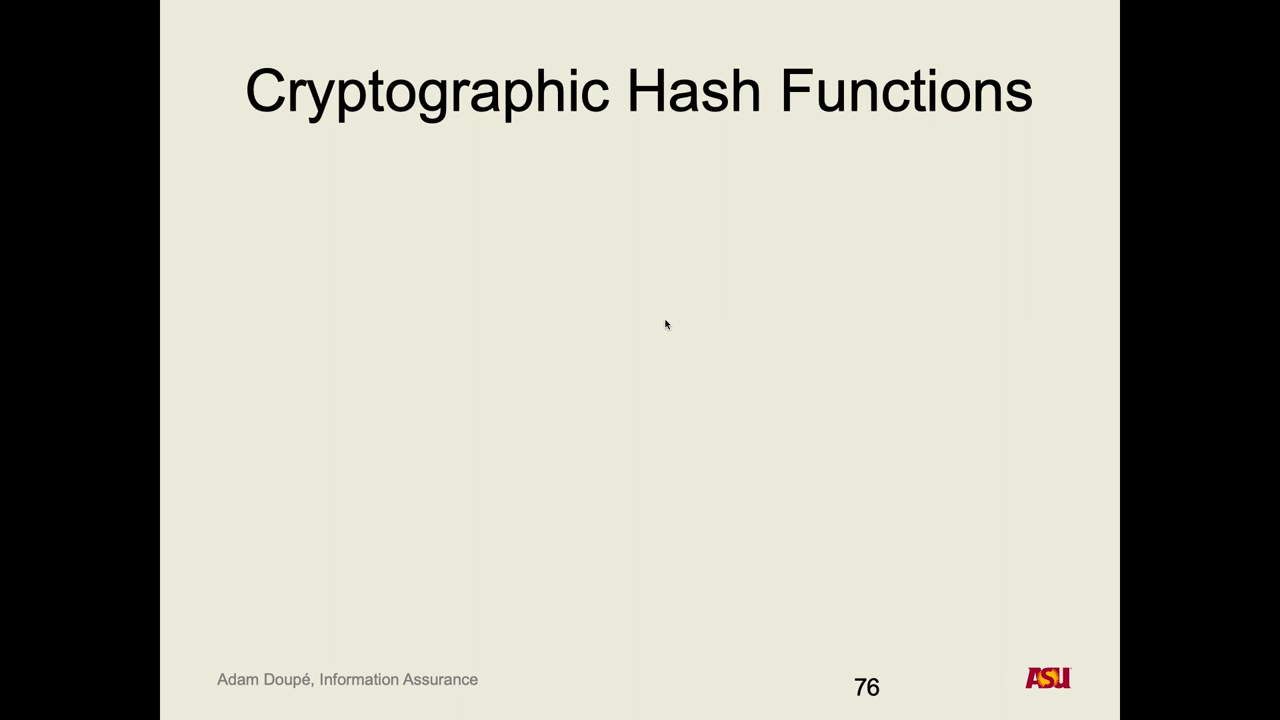 Cryptographic Hash Functions
Adam Doupé, Information Assurance
76
ASU